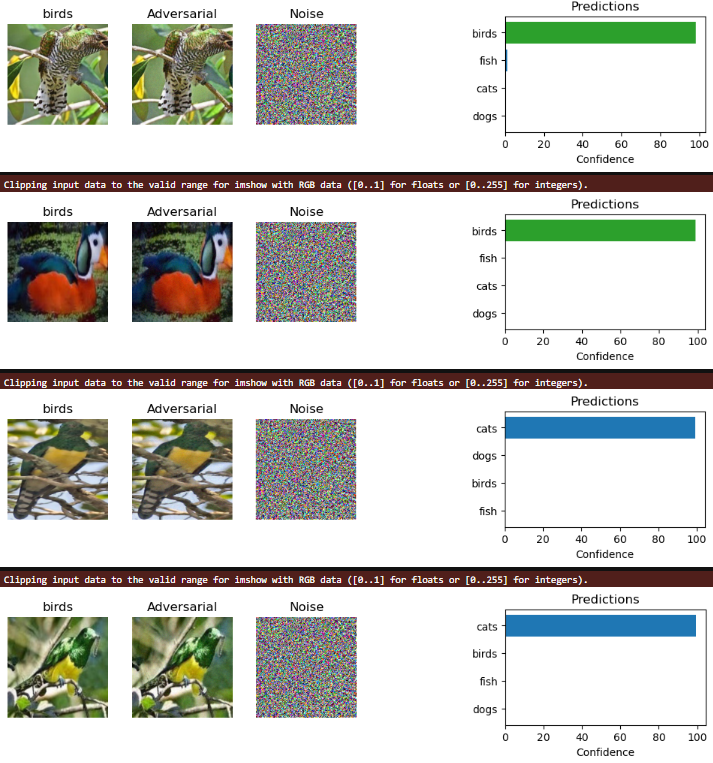 birds Adversarial Noise Predictions
birds
fish
cats
dogs
0 20 40 60 80 100
Confidence
Clipping input data to the valid range for imshow with RGB data ([0..1] for floats or [0..255] for integers).
birds Adversarial Noise Predictions
birds
fish
cats
dogs
0 20 40 60 80 100
Confidence
Clipping input data to the valid range for imshow with RGB data ([0..1] for floats or [0..255] for integers).
birds Adversarial Noise Predictions
cats
dogs
birds
fish
0 20 40 60 80 100
Confidence
Clipping input data to the valid range for imshow with RGB data ([0..1] for floats or [0..255] for integers).
birds Adversarial Noise Predictions
cats
birds
fish
dogs
0 20 40 60 80 100
Confidence